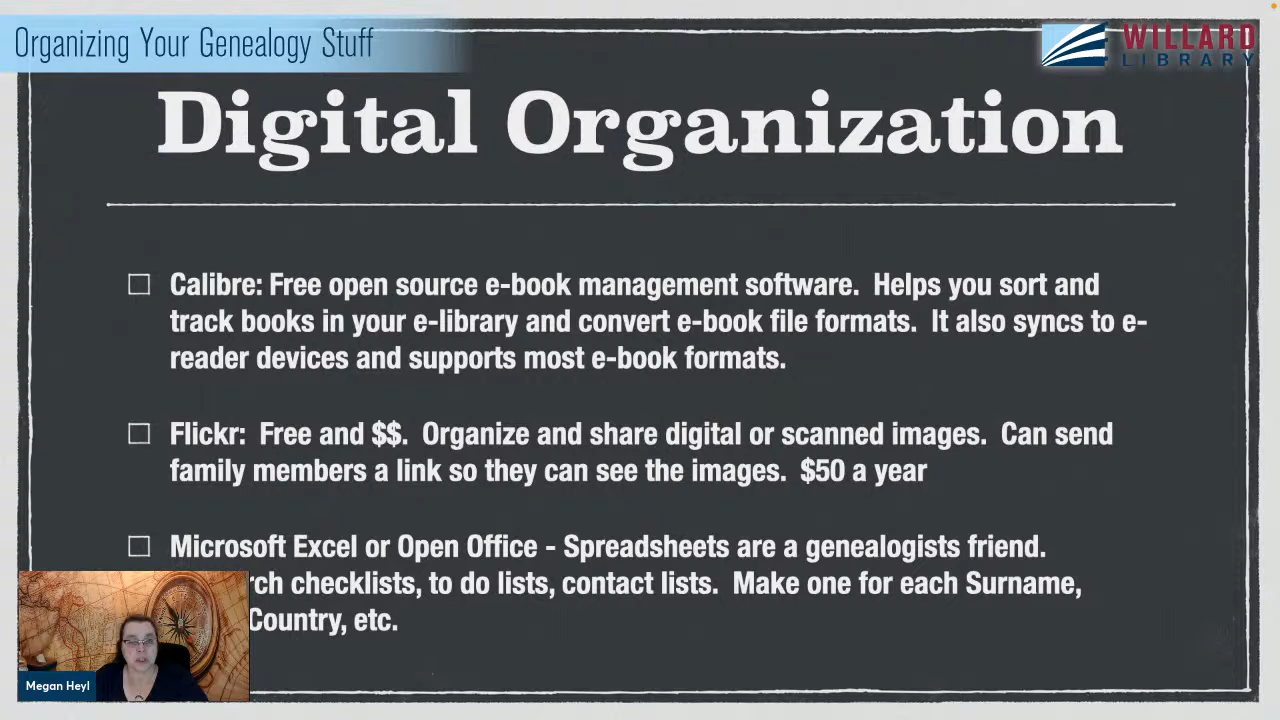 Organizing Your Genealogy Stuff
WILLARD
LIBRARY
Digital Organization
Calibre: Free open source e-book management software. Helps you sort and
track books in your e-library and convert e-book file formats. It also syncs to e-
reader devices and supports most e-book formats.
Flickr: Free and $$. Organize and share digital or scanned images. Can send
family members a link so they can see the images. $50 a year
Microsoft Excel or Open Office - Spreadsheets are a genealogists friend.
checklists, to do lists, contact lists. Make one for each Surname,
Country, etc.
Megan Heyl